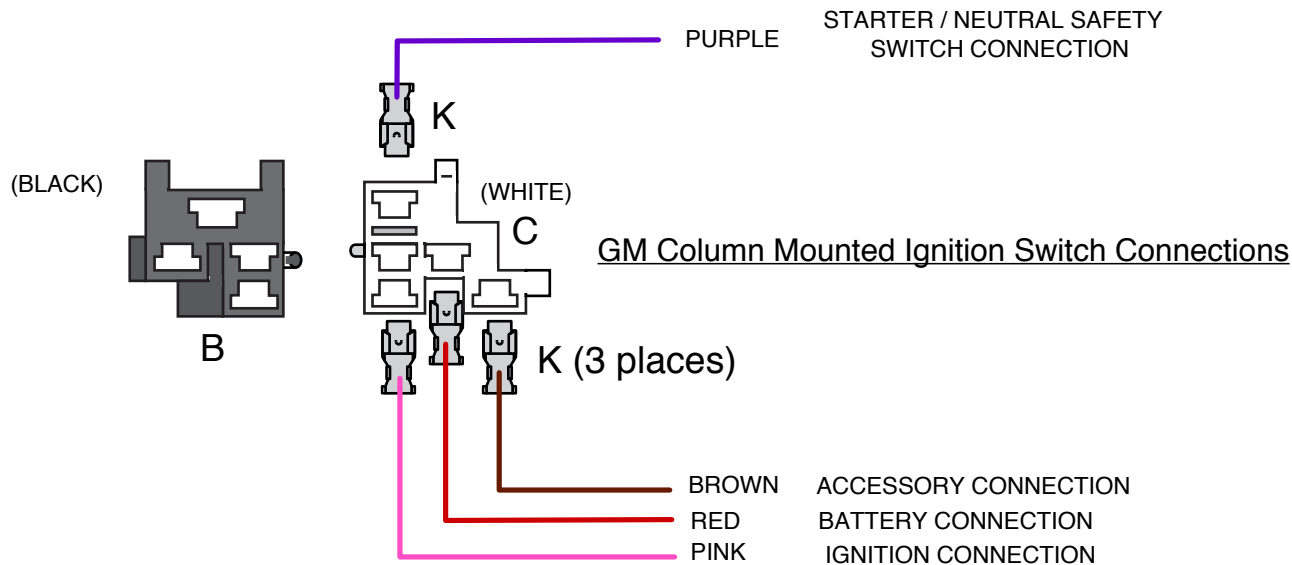 PURPLE
STARTER / NEUTRAL SAFETY
SWITCH CONNECTION
K
(BLACK)
(WHITE)
C
GM Column Mounted Ignition Switch Connections
B
K (3 places)
BROWN ACCESSORY CONNECTION
RED BATTERY CONNECTION
PINK IGNITION CONNECTION